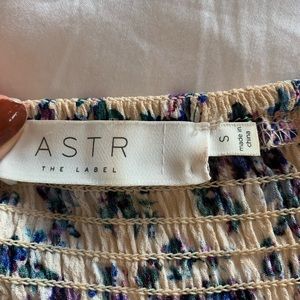 ASTR
THE LABEL
S
made in
china